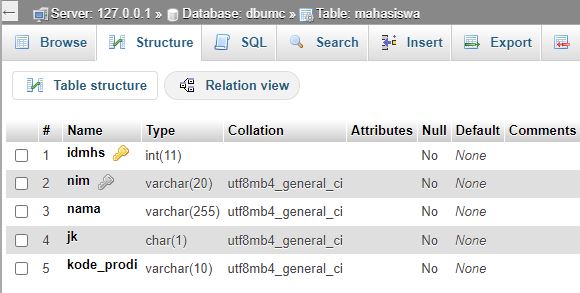 Server: 127.0.0.1 » Database: dbumc » Table: mahasiswa
Browse Structure SQL Search Insert Export
Table structure Relation view
# Name Type Collation Attributes Null Default Comments
1 idmhs int(11) No None
2 nim varchar(20) utf8mb4_general_ci No None
3 nama varchar(255) utf8mb4_general_ci No None
4 jk char(1) utf8mb4_general_ci No None
5 kode_prodi varchar(10) utf8mb4_general_ci No None